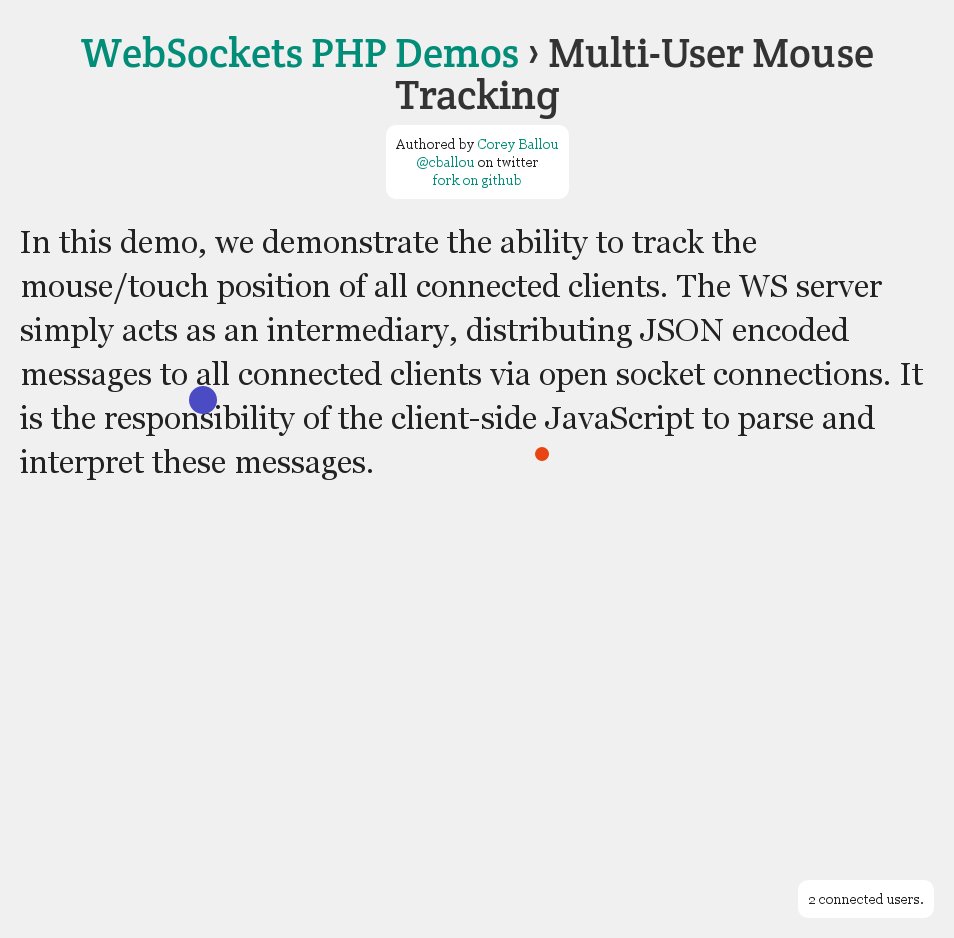 WebSockets PHP Demos › Multi-User Mouse
Tracking
Authored by Corey Ballou
@cballou on twitter
fork on github
In this demo, we demonstrate the ability to track the
mouse/touch position of all connected clients. The WS server
simply acts as an intermediary, distributing JSON encoded
messages to all connected clients via open socket connections. It
is the responsibility of the client-side JavaScript to parse and
interpret these messages.
2 connected users.